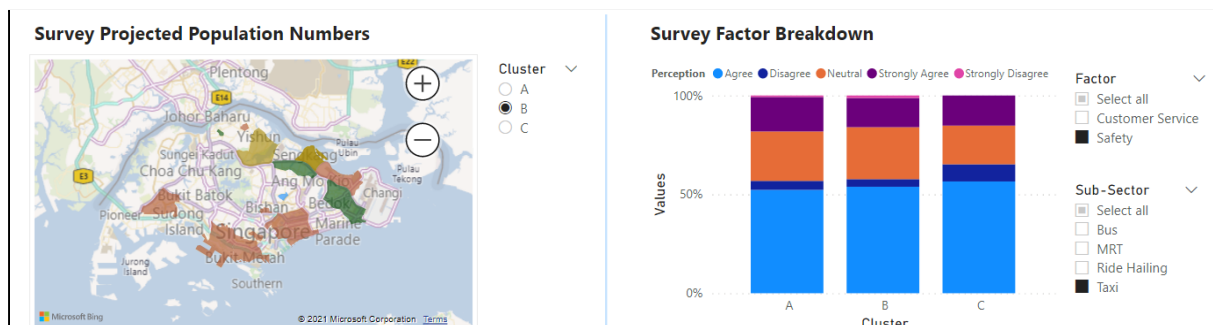 Survey Projected Population Numbers
Cluster
A
B
C
Plentong
E22
E14
Johor Baharu
Yishun
Pulau
Ubin
Sungei Kadut
Sengkang
Choa Chu Kang
Pulau
Tekong
E3
Ang Mo Kio
Changi
Bukit Batok
Bishan
Bedok
Pioneer
Sudong
Island
Singapore
Marine
Parade
Bukit Merah
Jurong
Island
Southern
Microsoft Bing
© 2021 Microsoft Corporation Terms
Survey Factor Breakdown
Perception Agree Disagree Neutral Strongly Agree Strongly Disagree
100%
50%
0%
Values
A B C
Cluster
Factor
Select all
Customer Service
Safety
Sub-Sector
Select all
Bus
MRT
Ride Hailing
Taxi